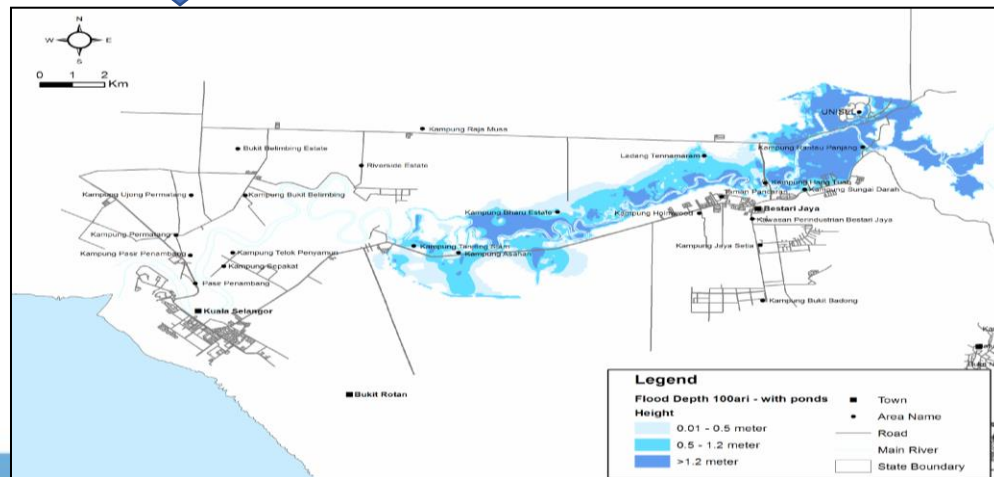 N
W E
S
0 1 2
Km
Kampung Raja Musa
UNISEL
Bukit Belimbing Estate
Ladang Tennamaram
Kampung Rantau Panjang
Riverside Estate
Kampung Ujung Permatang
Kampung Bukit Belimbing
Kampung Hang Tuah
Kampung Sungai Darah
Taman Pandaran
Kampung Bharu Estate
Kampung Holmwood
Bestari Jaya
Kawasan Perindustrian Bestari Jaya
Kampung Permatang
Kampung Tanjung Siam
Kampung Asahan
Kampung Jaya Setia
Kampung Pasir Penambang
Kampung Telok Penyamun
Kampung Sepakat
Pasir Penambang
Kampung Bukit Badong
Kuala Selangor
Bukit Rotan
Legend
Flood Depth 100ari - with ponds
Height
0.01 - 0.5 meter
0.5 - 1.2 meter
>1.2 meter
Town
Area Name
Road
Main River
State Boundary